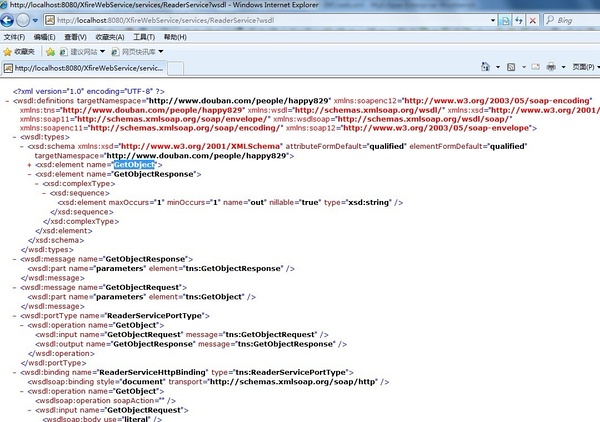 http://localhost:8080/XfireWebService/services/ReaderService?wsdl - Windows Internet Explorer
http://localhost:8080/XfireWebService/services/ReaderService?wsdl
Bing
文件(F) 编辑(E) 查看(V) 收藏夹(A) 工具(T) 帮助(H)
收藏夹 建议网站 网页快讯库
http://localhost:8080/XfireWebService/servic...
页面(P)
<?xml version="1.0" encoding="UTF-8" ?>
- <wsdl:definitions targetNamespace="http://www.douban.com/people/happy829" xmlns:soapenc12="http://www.w3.org/2003/05/soap-encoding"
xmlns:tns="http://www.douban.com/people/happy829" xmlns:wsdl="http://schemas.xmlsoap.org/wsdl/" xmlns:xsd="http://www.w3.org/2001/
xmlns:soap11="http://schemas.xmlsoap.org/soap/envelope/" xmlns:wsdlsoap="http://schemas.xmlsoap.org/wsdl/soap/"
xmlns:soapenc11="http://schemas.xmlsoap.org/soap/encoding/" xmlns:soap12="http://www.w3.org/2003/05/soap-envelope">
- <wsdl:types>
- <xsd:schema xmlns:xsd="http://www.w3.org/2001/XMLSchema" attributeFormDefault="qualified" elementFormDefault="qualified"
targetNamespace="http://www.douban.com/people/happy829">
+ <xsd:element name="GetObject">
- <xsd:element name="GetObjectResponse">
- <xsd:complexType>
- <xsd:sequence>
<xsd:element maxOccurs="1" minOccurs="1" name="out" nillable="true" type="xsd:string" />
</xsd:sequence>
</xsd:complexType>
</xsd:element>
</xsd:schema>
</wsdl:types>
- <wsdl:message name="GetObjectResponse">
<wsdl:part name="parameters" element="tns:GetObjectResponse" />
</wsdl:message>
- <wsdl:message name="GetObjectRequest">
<wsdl:part name="parameters" element="tns:GetObject" />
</wsdl:message>
- <wsdl:portType name="ReaderServicePortType">
- <wsdl:operation name="GetObject">
<wsdl:input name="GetObjectRequest" message="tns:GetObjectRequest" />
<wsdl:output name="GetObjectResponse" message="tns:GetObjectResponse" />
</wsdl:operation>
</wsdl:portType>
- <wsdl:binding name="ReaderServiceHttpBinding" type="tns:ReaderServicePortType">
<wsdlsoap:binding style="document" transport="http://schemas.xmlsoap.org/soap/http" />
- <wsdl:operation name="GetObject">
<wsdlsoap:operation soapAction="" />
- <wsdl:input name="GetObjectRequest">
<wsdlsoap:body use="literal" />